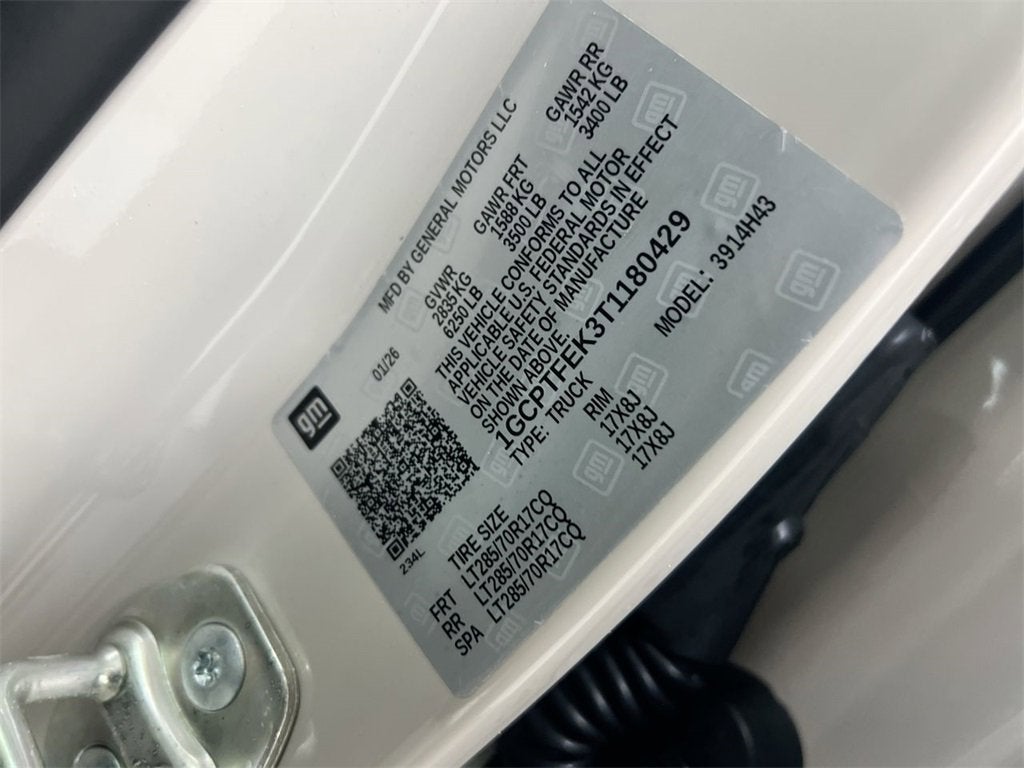 gm
01/26
MFD BY GENERAL MOTORS LLC
GVWR
2835 KG
6250 LB
GAWR FRT
1588 KG
3500 LB
GAWR RR
1542 KG
3400 LB
THIS VEHICLE CONFORMS TO ALL
APPLICABLE U.S. FEDERAL MOTOR
VEHICLE SAFETY STANDARDS IN EFFECT
ON THE DATE OF MANUFACTURE
SHOWN ABOVE.
1GCPTFEK3T1180429
TYPE: TRUCK
MODEL: 3914H43
234L
TIRE SIZE RIM
FRT LT285/70R17CQ 17X8J
RR LT285/70R17CQ 17X8J
SPA LT285/70R17CQ 17X8J